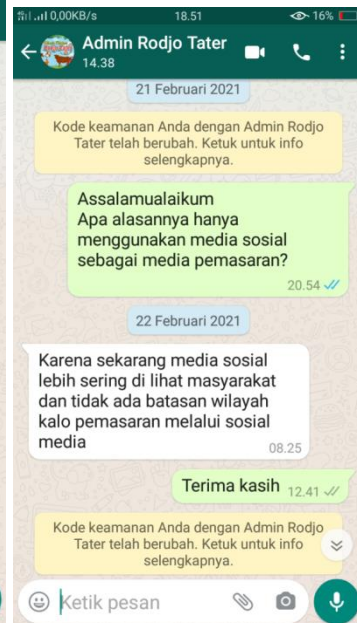 0,00KB/s 18.51 16%
Admin Rodjo Tater
14.38
21 Februari 2021
Kode keamanan Anda dengan Admin Rodjo
Tater telah berubah. Ketuk untuk info
selengkapnya.
Assalamualaikum
Apa alasannya hanya
menggunakan media sosial
sebagai media pemasaran?
20.54
22 Februari 2021
Karena sekarang media sosial
lebih sering di lihat masyarakat
dan tidak ada batasan wilayah
kalo pemasaran melalui sosial
media
08.25
Terima kasih 12.41
Kode keamanan Anda dengan Admin Rodjo
Tater telah berubah. Ketuk untuk info
selengkapnya.
Ketik pesan